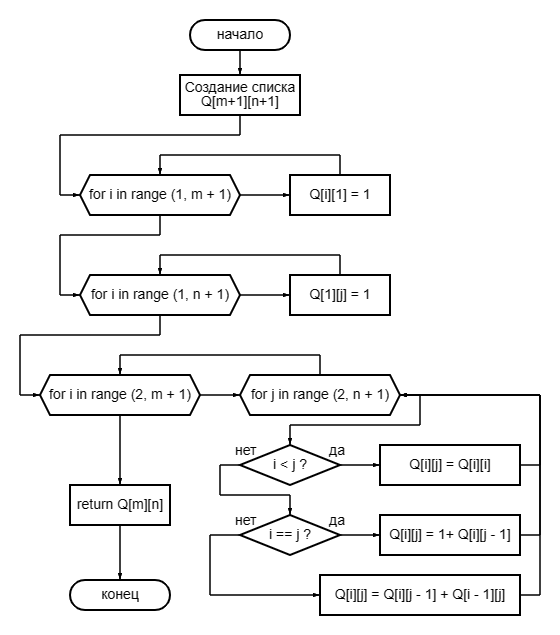 начало
Создание списка
Q[m+1][n+1]
for i in range (1, m + 1)
Q[i][1] = 1
for i in range (1, n + 1)
Q[1][j] = 1
for i in range (2, m + 1)
for j in range (2, n + 1)
нет
i < j ?
да
Q[i][j] = Q[i][i]
return Q[m][n]
нет
i == j ?
да
Q[i][j] = 1+ Q[i][j - 1]
конец
Q[i][j] = Q[i][j - 1] + Q[i - 1][j]